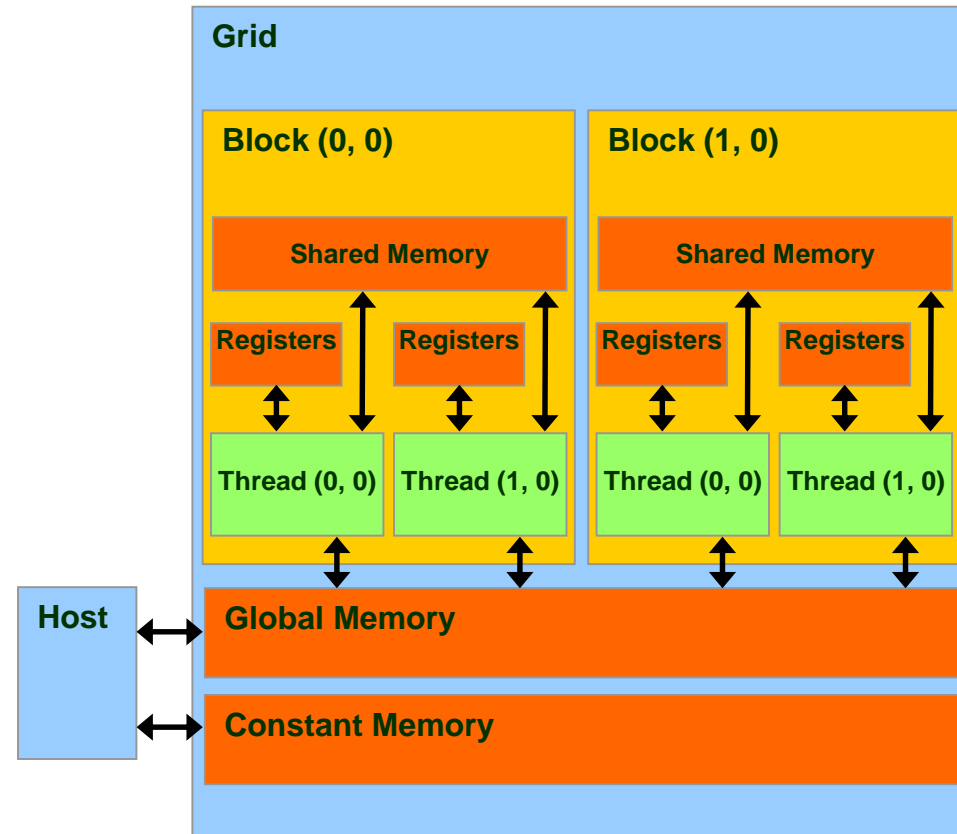 Grid
Block (0, 0)
Block (1, 0)
Shared Memory
Shared Memory
Registers
Registers
Registers
Registers
Thread (0, 0)
Thread (1, 0)
Thread (0, 0)
Thread (1, 0)
Host
Global Memory
Constant Memory